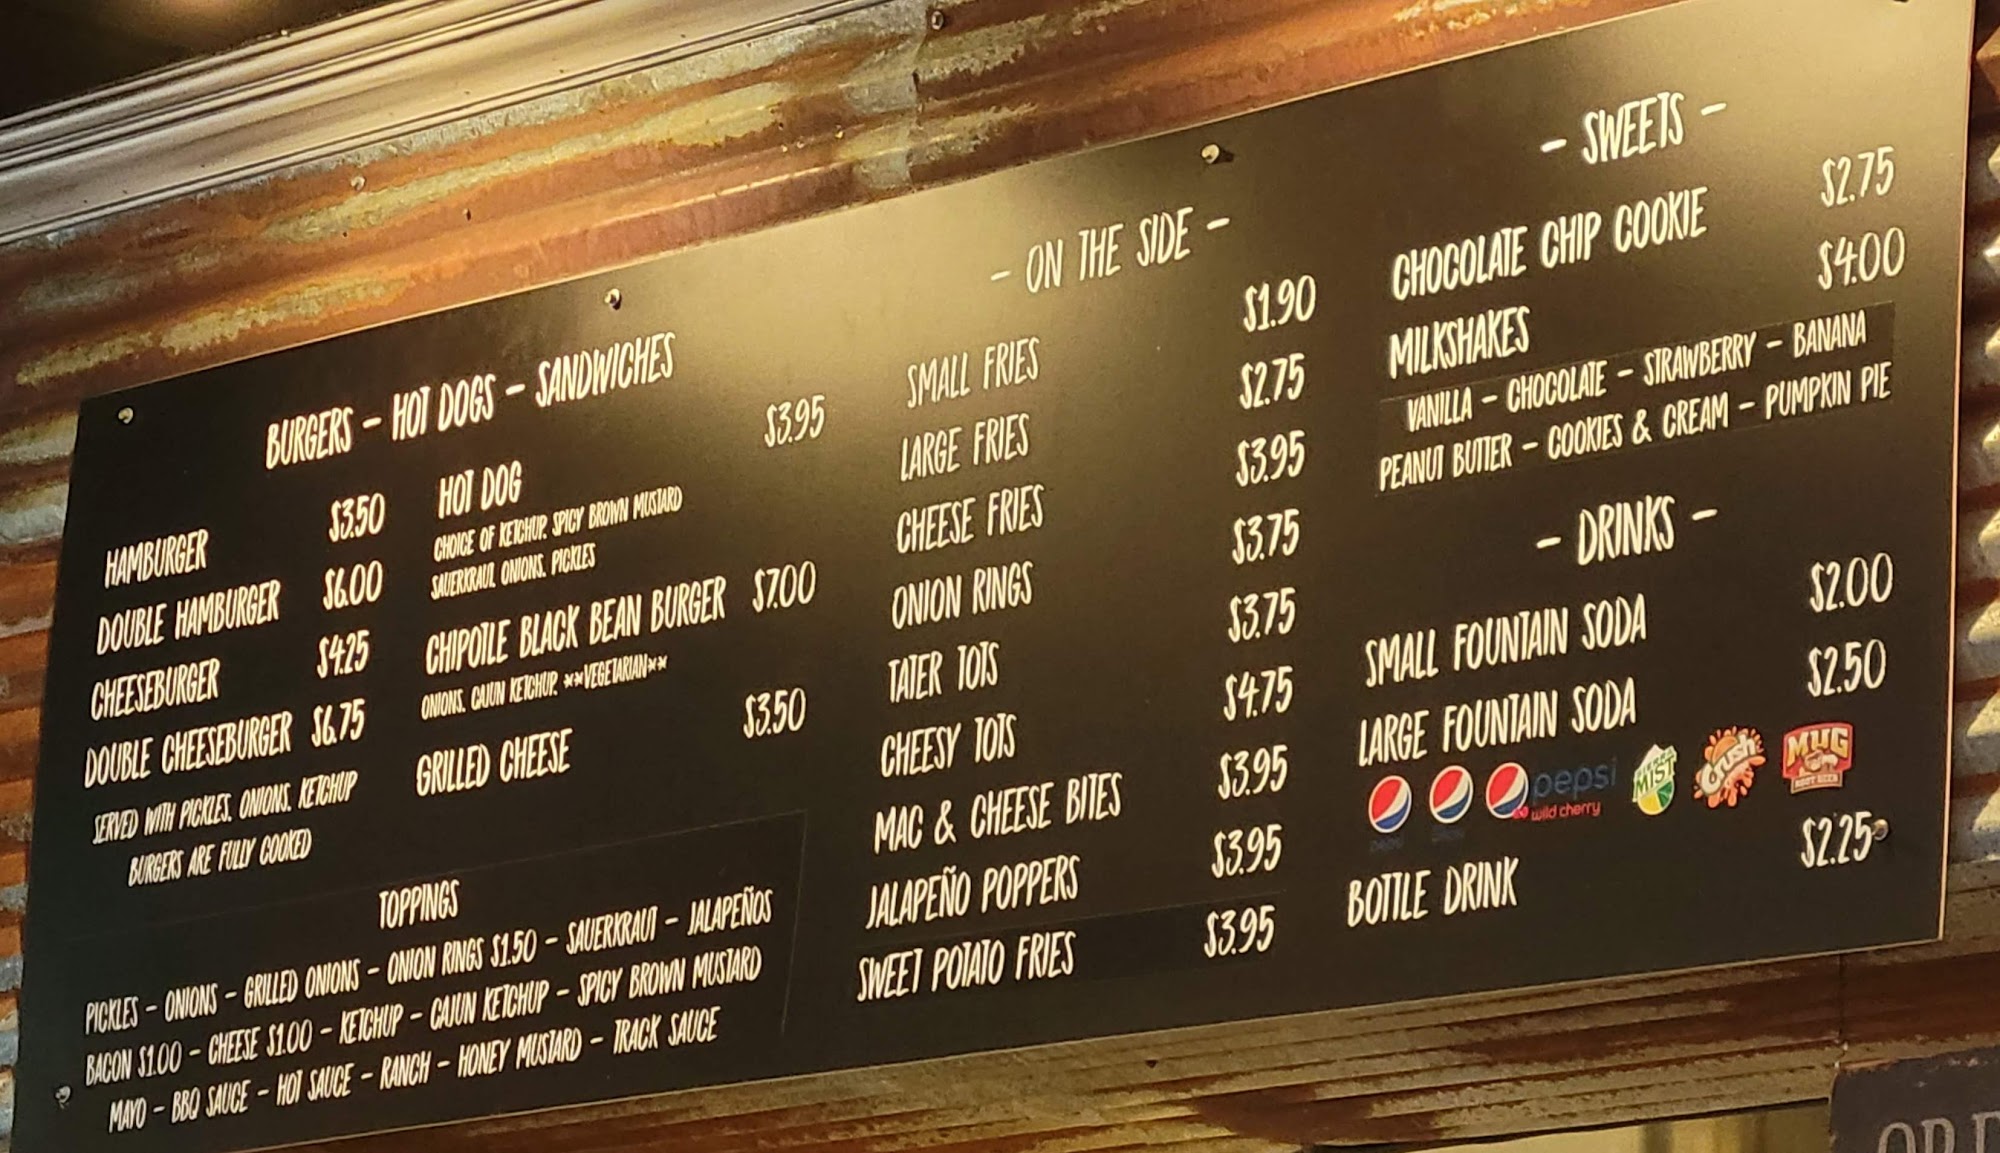 BURGERS - HOT DOGS - SANDWICHES
HAMBURGER $3.50
DOUBLE HAMBURGER $6.00
CHEESEBURGER $4.25
DOUBLE CHEESEBURGER $6.75
SERVED WITH PICKLES, ONIONS, KETCHUP
BURGERS ARE FULLY COOKED
HOT DOG $3.95
CHOICE OF KETCHUP, SPICY BROWN MUSTARD
SAUERKRAUT, ONIONS, PICKLES
CHIPOTLE BLACK BEAN BURGER $7.00
ONIONS, CAJUN KETCHUP, **VEGETARIAN**
GRILLED CHEESE $3.50
TOPPINGS
PICKLES - ONIONS - GRILLED ONIONS - ONION RINGS $1.50 - SAUERKRAUT - JALAPEÑOS
BACON $1.00 - CHEESE $1.00 - KETCHUP - CAJUN KETCHUP - SPICY BROWN MUSTARD
MAYO - BBQ SAUCE - HOT SAUCE - RANCH - HONEY MUSTARD - TRACK SAUCE
- ON THE SIDE -
SMALL FRIES $1.90
LARGE FRIES $2.75
CHEESE FRIES $3.95
ONION RINGS $3.75
TATER TOTS $3.75
CHEESY TOTS $4.75
MAC & CHEESE BITES $3.95
JALAPEÑO POPPERS $3.95
SWEET POTATO FRIES $3.95
- SWEETS -
CHOCOLATE CHIP COOKIE $2.75
MILKSHAKES $4.00
VANILLA - CHOCOLATE - STRAWBERRY - BANANA
PEANUT BUTTER - COOKIES & CREAM - PUMPKIN PIE
- DRINKS -
SMALL FOUNTAIN SODA $2.00
LARGE FOUNTAIN SODA $2.50
pepsi
wild cherry
MIST
Crush
MUG
ROOT BEER
BOTTLE DRINK $2.25